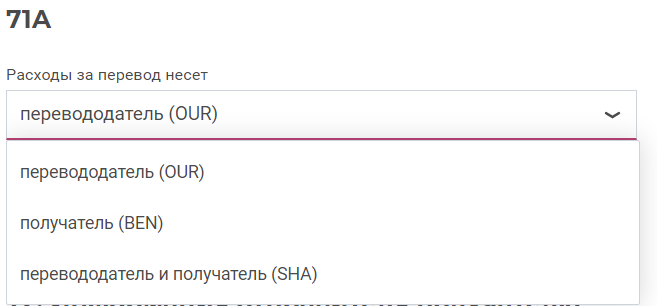 71A
Расходы за перевод несет
перевододатель (OUR)
перевододатель (OUR)
получатель (BEN)
перевододатель и получатель (SHA)